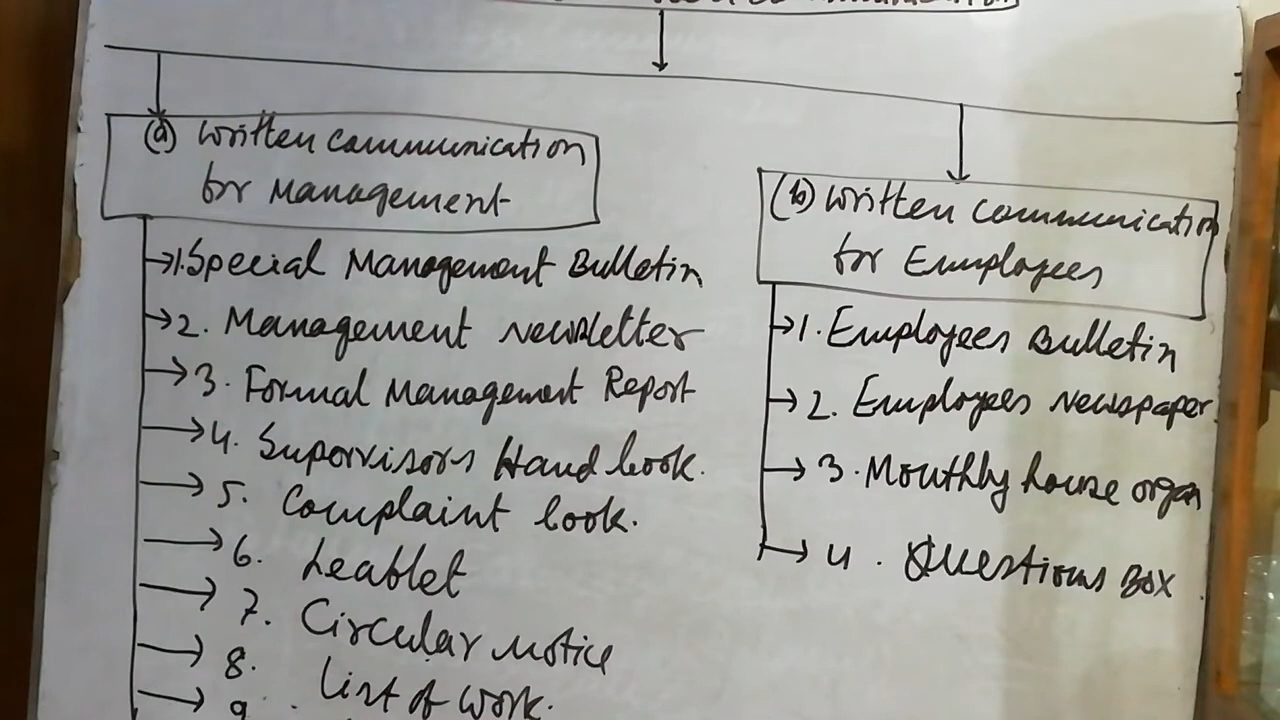 (a) Written communication
for Management
→1. Special Management Bulletin
→2. Management Newsletter
→3. Formal Management Report
→4. Supervisors Hand book.
→5. Complaint book.
→6. Leaflet
→7. Circular notice
→8. List of work.
→9.
(b) Written communication
for Employees
→1. Employees Bulletin
→2. Employees Newspaper
→3. Monthly house organ
→4. Questions Box